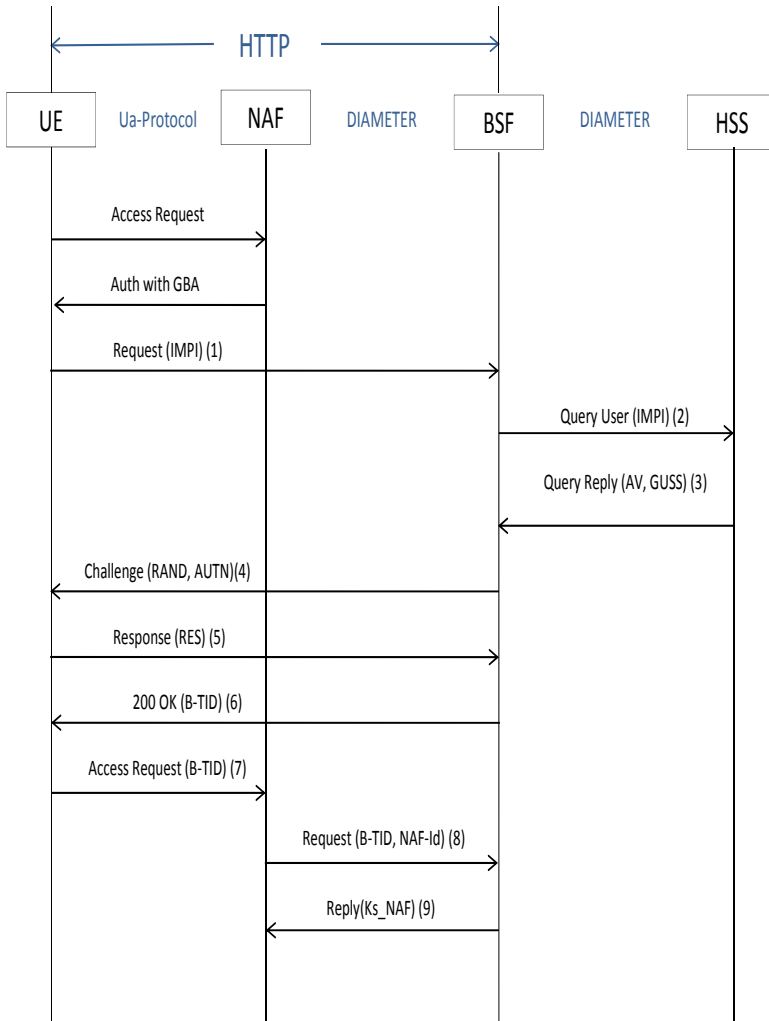 HTTP
UE
Ua-Protocol
NAF
DIAMETER
BSF
DIAMETER
HSS
Access Request
Auth with GBA
Request (IMPI) (1)
Query User (IMPI) (2)
Query Reply (AV, GUSS) (3)
Challenge (RAND, AUTN)(4)
Response (RES) (5)
200 OK (B-TID) (6)
Access Request (B-TID) (7)
Request (B-TID, NAF-Id) (8)
Reply(Ks_NAF) (9)